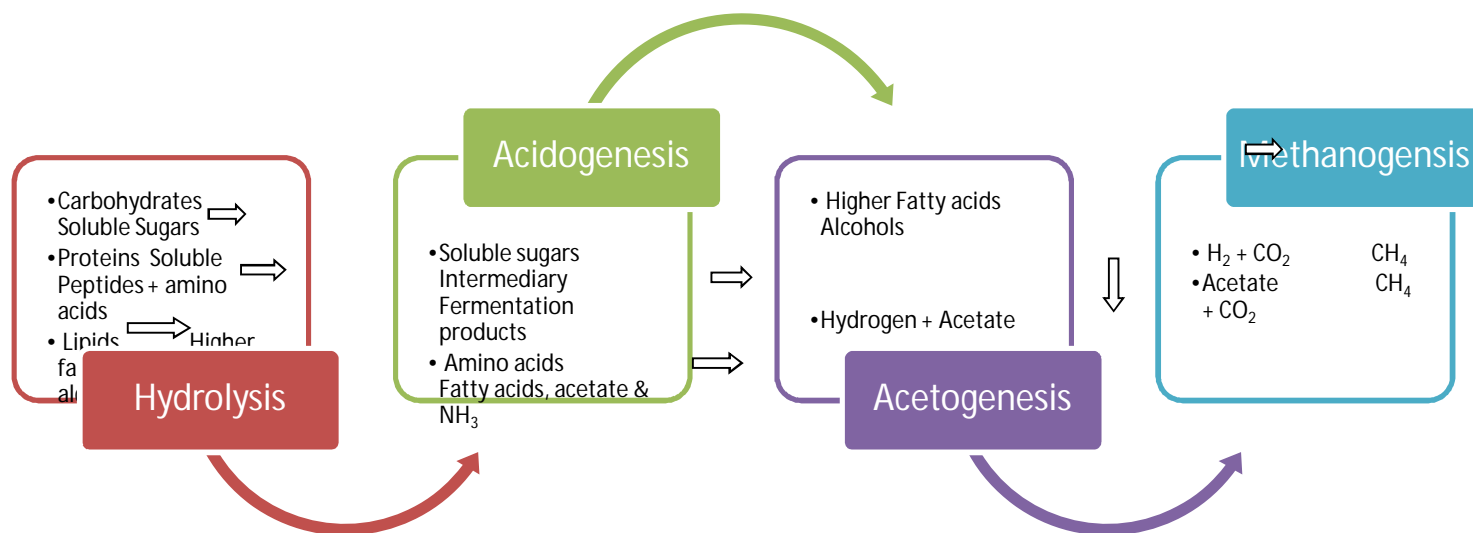 • Carbohydrates
Soluble Sugars
• Proteins Soluble
Peptides + amino
acids
• Lipids Higher
Hydrolysis
Acidogenesis
• Soluble sugars
Intermediary
Fermentation
products
• Amino acids
Fatty acids, acetate &
NH₃
• Higher Fatty acids
Alcohols
• Hydrogen + Acetate
Acetogenesis
Methanogensis
• H₂ + CO₂ CH₄
• Acetate CH₄
+ CO₂